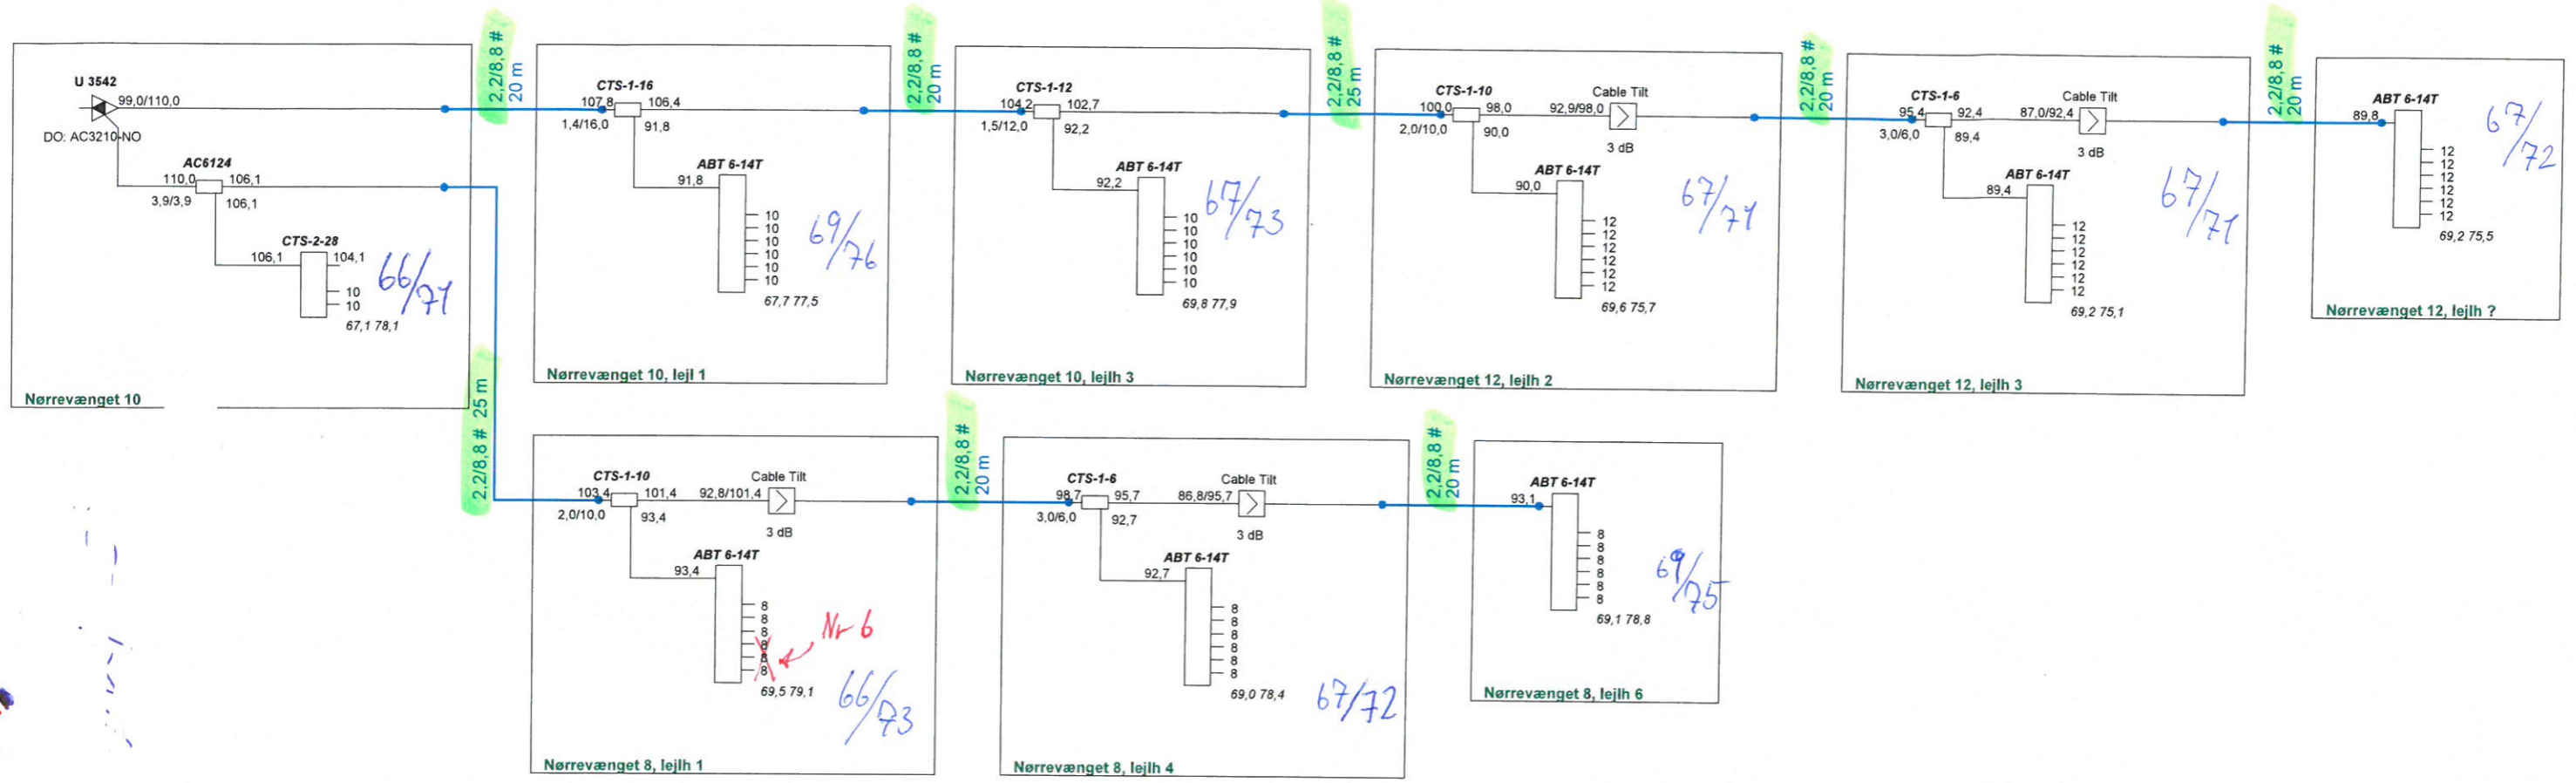 U 3542
99,0/110,0
DO: AC3210-NO
AC6124
110,0 106,1
3,9/3,9 106,1
CTS-2-28
106,1 104,1
10
10
67,1 78,1
66/71
Nørrevænget 10
2,2/8,8 #
20 m
CTS-1-16
107,8 106,4
1,4/16,0 91,8
ABT 6-14T
91,8
10
10
10
10
10
10
67,7 77,5
69/76
Nørrevænget 10, lejl 1
2,2/8,8 #
20 m
CTS-1-12
104,2 102,7
1,5/12,0 92,2
ABT 6-14T
92,2
10
10
10
10
10
10
69,8 77,9
67/73
Nørrevænget 10, lejlh 3
2,2/8,8 #
25 m
CTS-1-10
100,0 98,0
2,0/10,0 90,0
92,9/98,0
Cable Tilt
3 dB
ABT 6-14T
90,0
12
12
12
12
12
12
69,6 75,7
67/71
Nørrevænget 12, lejlh 2
2,2/8,8 #
20 m
CTS-1-6
95,4 92,4
3,0/6,0 89,4
87,0/92,4
Cable Tilt
3 dB
ABT 6-14T
89,4
12
12
12
12
12
12
69,2 75,1
67/71
Nørrevænget 12, lejlh 3
2,2/8,8 #
20 m
ABT 6-14T
89,8
12
12
12
12
12
12
69,2 75,5
67/72
Nørrevænget 12, lejlh ?
2,2/8,8 # 25 m
CTS-1-10
103,4 101,4
2,0/10,0 93,4
92,8/101,4
Cable Tilt
3 dB
ABT 6-14T
93,4
8
8
8
8
8
8
Nr 6
69,5 79,1
66/73
Nørrevænget 8, lejlh 1
2,2/8,8 #
20 m
CTS-1-6
98,7 95,7
3,0/6,0 92,7
86,8/95,7
Cable Tilt
3 dB
ABT 6-14T
92,7
8
8
8
8
8
8
69,0 78,4
67/72
Nørrevænget 8, lejlh 4
2,2/8,8 #
20 m
ABT 6-14T
93,1
8
8
8
8
8
8
69,1 78,8
69/75
Nørrevænget 8, lejlh 6